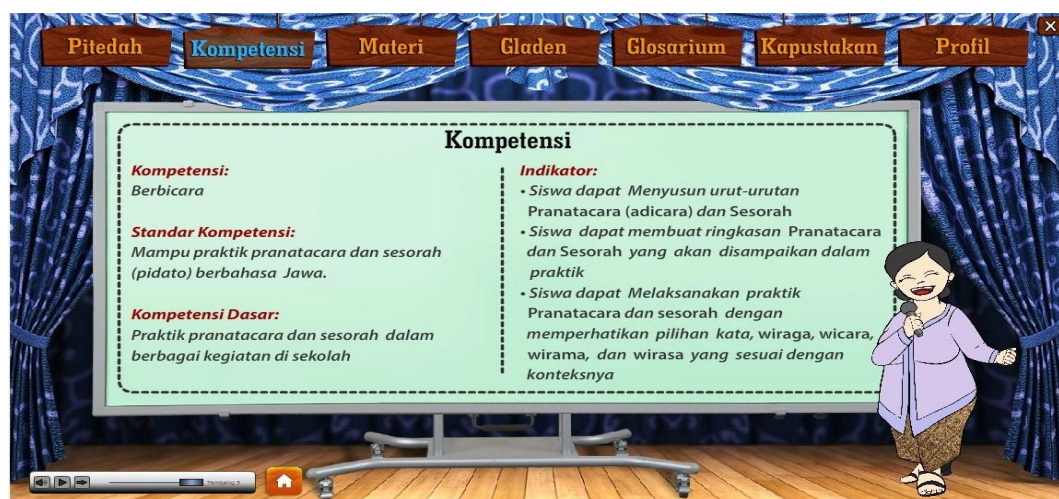 Pitedah
Kompetensi
Materi
Gladen
Glosarium
Kapustakan
Profil
Kompetensi
Kompetensi:
Berbicara
Standar Kompetensi:
Mampu praktik pranatacara dan sesorah
(pidato) berbahasa Jawa.
Kompetensi Dasar:
Praktik pranatacara dan sesorah dalam
berbagai kegiatan di sekolah
Indikator:
• Siswa dapat Menyusun urut-urutan
Pranatacara (adicara) dan Sesorah
• Siswa dapat membuat ringkasan Pranatacara
dan Sesorah yang akan disampaikan dalam
praktik
• Siswa dapat Melaksanakan praktik
Pranatacara dan sesorah dengan
memperhatikan pilihan kata, wiraga, wicara,
wirama, dan wirasa yang sesuai dengan
konteksnya
Tembang 3